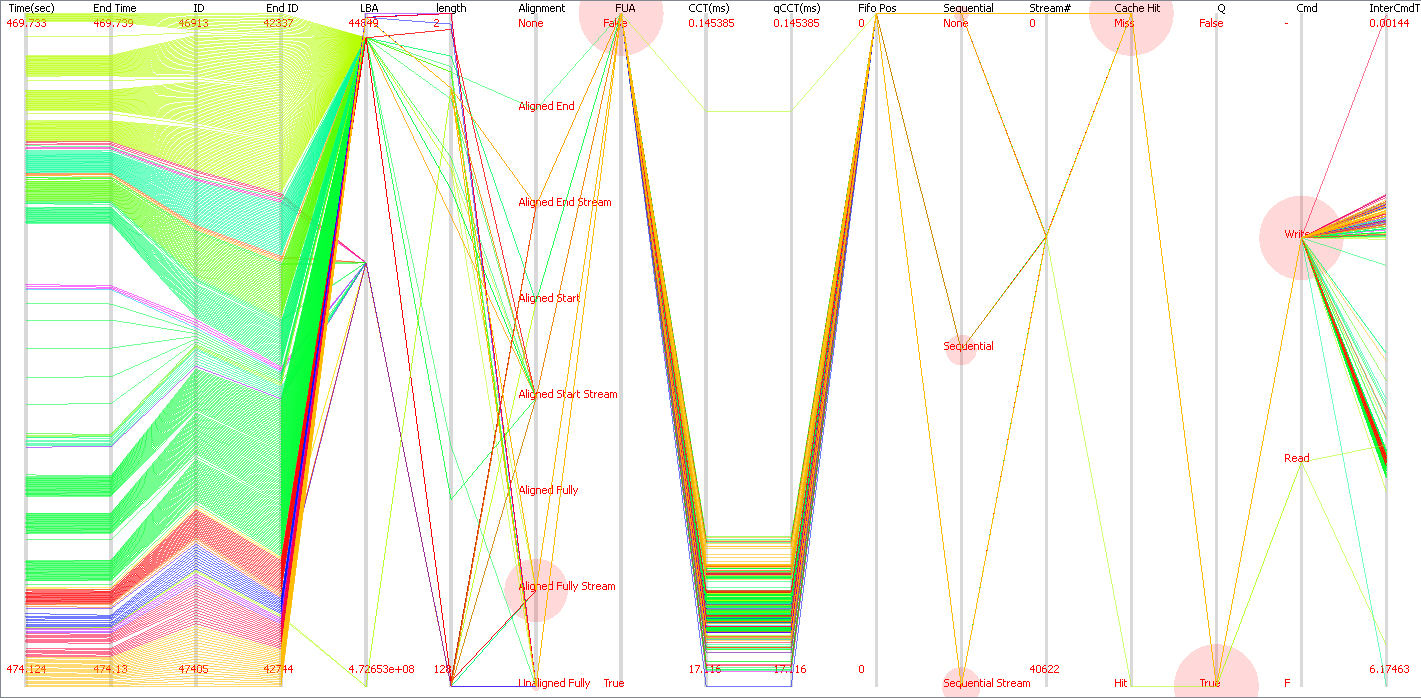 Time(sec) End Time ID End ID LBA length Alignment FUA CCT(ms) qCCT(ms) Fifo Pos Sequential Stream# Cache Hit Q Cmd InterCmdT
469.733 469.739 46913 42337 44849 2 None False 0.145385 0.145385 0 None 0 Miss False - 0.00144
Aligned End
Aligned End Stream
Write
Aligned Start
Sequential
Aligned Start Stream
Read
Aligned Fully
Aligned Fully Stream
474.124 474.13 47405 42744 4.72653e+08 128 17.116 17.116 0 40622 6.17463
Unaligned Fully True Sequential Stream Hit True F